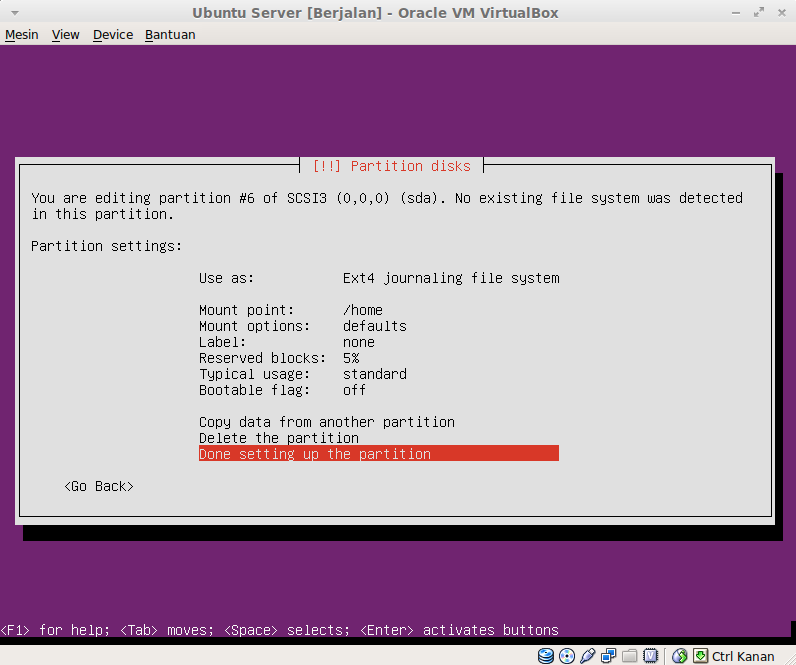 Ubuntu Server [Berjalan] - Oracle VM VirtualBox
Mesin View Device Bantuan
[!!] Partition disks
You are editing partition #6 of SCSI3 (0,0,0) (sda). No existing file system was detected
in this partition.
Partition settings:
Use as: Ext4 journaling file system
Mount point: /home
Mount options: defaults
Label: none
Reserved blocks: 5%
Typical usage: standard
Bootable flag: off
Copy data from another partition
Delete the partition
Done setting up the partition
<Go Back>
<F1> for help; <Tab> moves; <Space> selects; <Enter> activates buttons
Ctrl Kanan